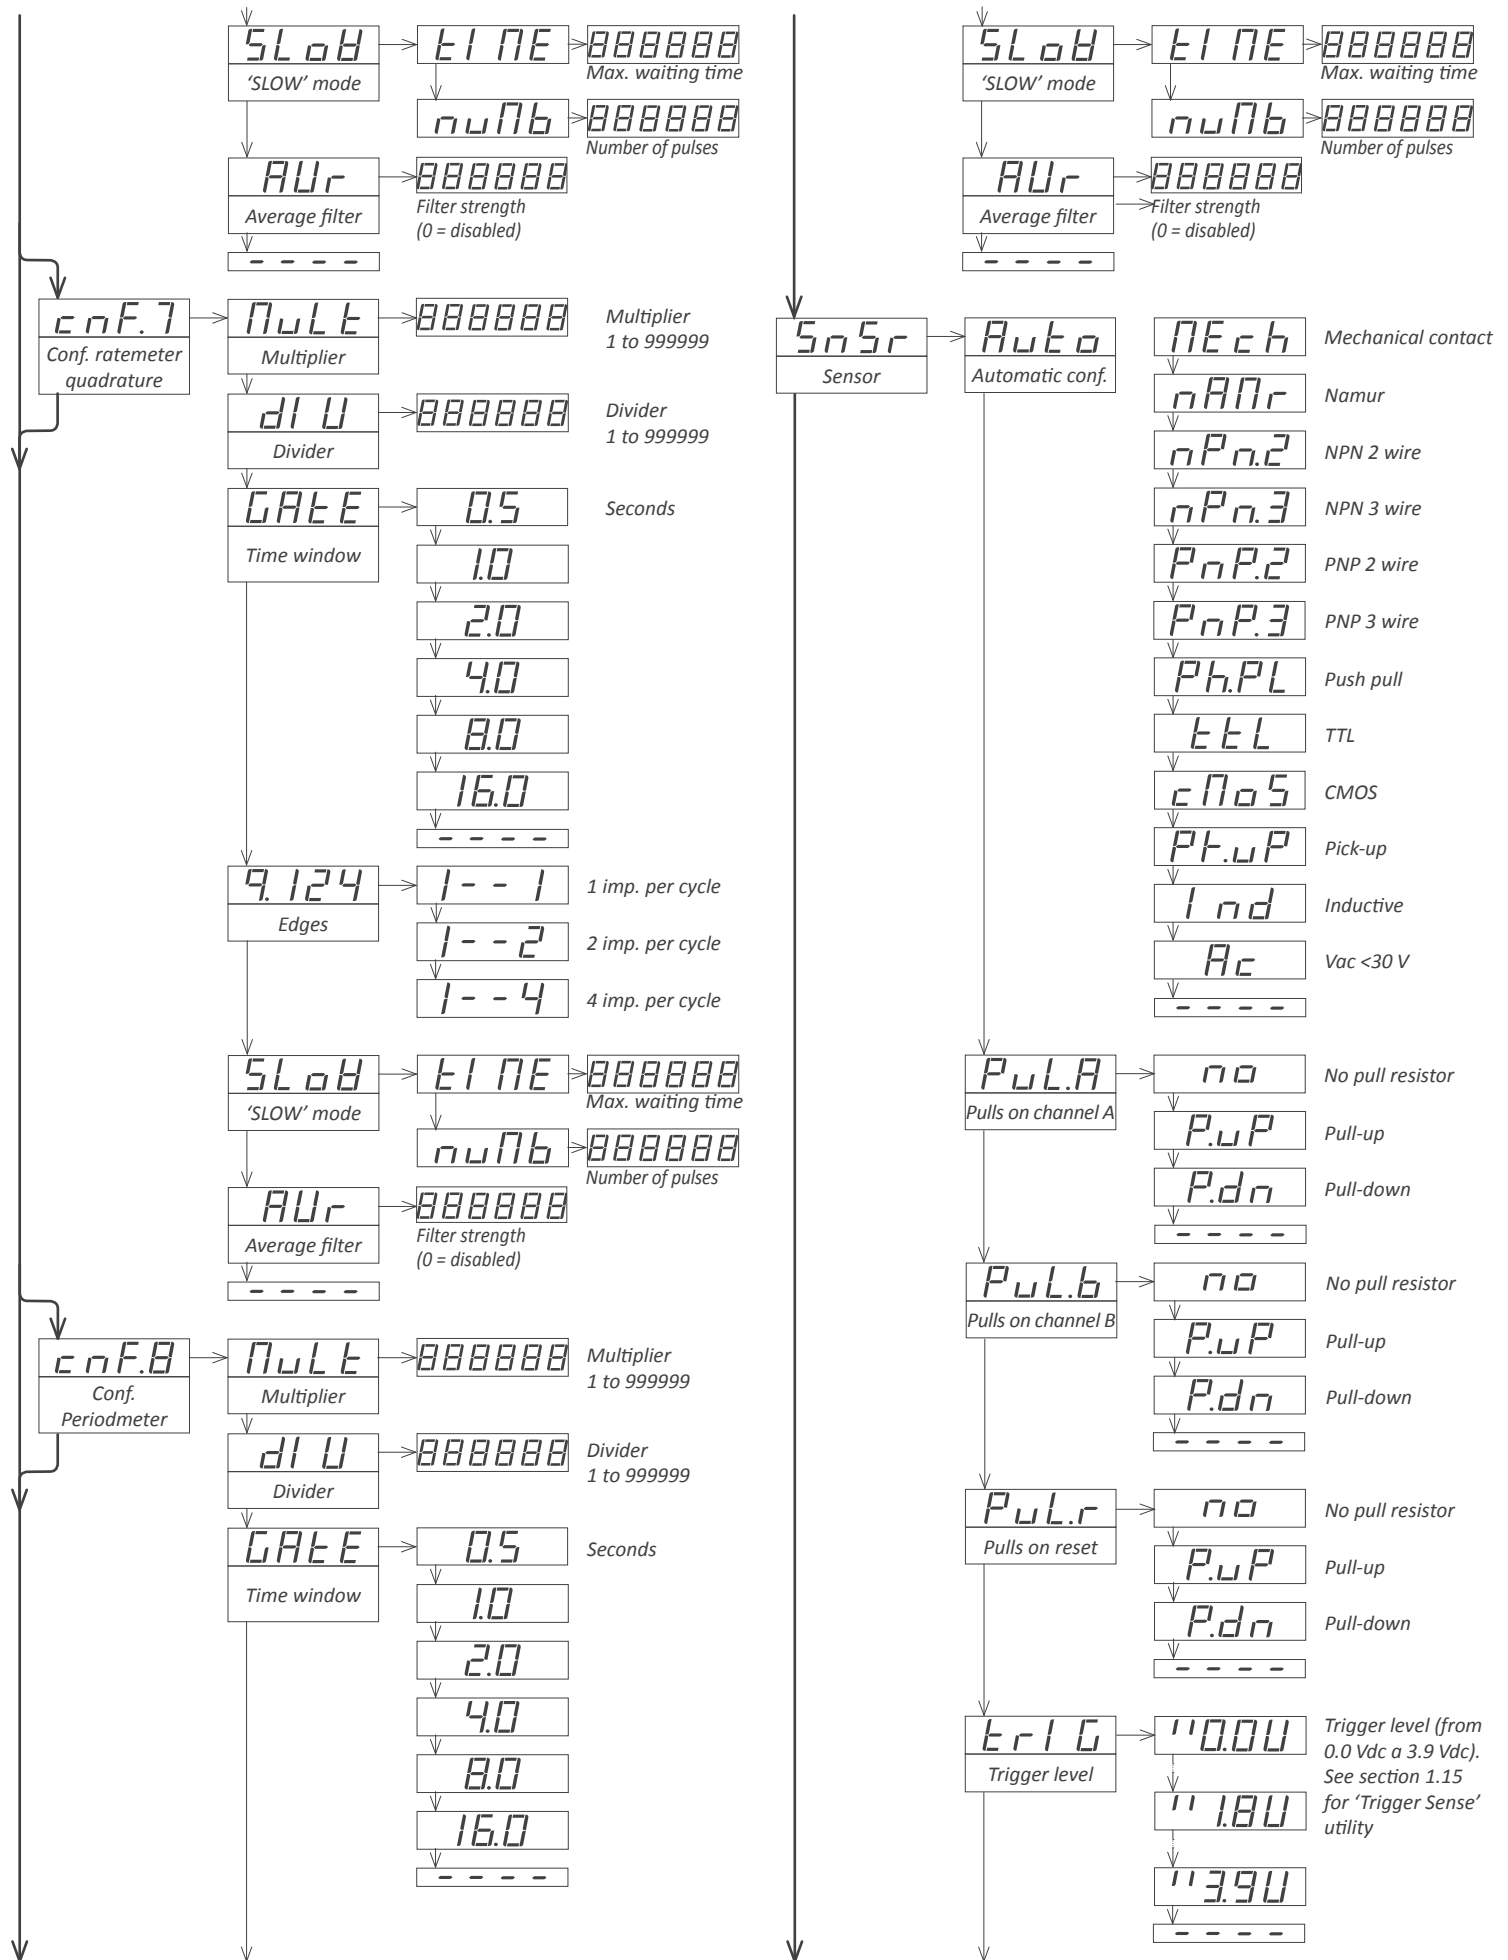 SLoW
'SLOW' mode
tIME
888888
Max. waiting time
nuMb
888888
Number of pulses
AVr
Average filter
888888
Filter strength
(0 = disabled)
----
cnF.7
Conf. ratemeter
quadrature
MuLt
Multiplier
888888
Multiplier
1 to 999999
dIV
Divider
888888
Divider
1 to 999999
GAtE
Time window
0.5
Seconds
1.0
2.0
4.0
8.0
16.0
----
q.124
Edges
1--1
1 imp. per cycle
1--2
2 imp. per cycle
1--4
4 imp. per cycle
SLoW
'SLOW' mode
tIME
888888
Max. waiting time
nuMb
888888
Number of pulses
AVr
Average filter
888888
Filter strength
(0 = disabled)
----
cnF.8
Conf.
Periodmeter
MuLt
Multiplier
888888
Multiplier
1 to 999999
dIV
Divider
888888
Divider
1 to 999999
GAtE
Time window
0.5
Seconds
1.0
2.0
4.0
8.0
16.0
----
SLoW
'SLOW' mode
tIME
888888
Max. waiting time
nuMb
888888
Number of pulses
AVr
Average filter
888888
Filter strength
(0 = disabled)
----
SnSr
Sensor
Auto
Automatic conf.
MEch
Mechanical contact
nAMr
Namur
nPn.2
NPN 2 wire
nPn.3
NPN 3 wire
PnP.2
PNP 2 wire
PnP.3
PNP 3 wire
Ph.PL
Push pull
ttL
TTL
cMoS
CMOS
Pk.uP
Pick-up
Ind
Inductive
Ac
Vac <30 V
----
PuL.A
Pulls on channel A
no
No pull resistor
P.uP
Pull-up
P.dn
Pull-down
----
PuL.b
Pulls on channel B
no
No pull resistor
P.uP
Pull-up
P.dn
Pull-down
----
PuL.r
Pulls on reset
no
No pull resistor
P.uP
Pull-up
P.dn
Pull-down
----
trIG
Trigger level
"0.0V
Trigger level (from
0.0 Vdc a 3.9 Vdc).
See section 1.15
for 'Trigger Sense'
utility
"1.8V
"3.9V
----